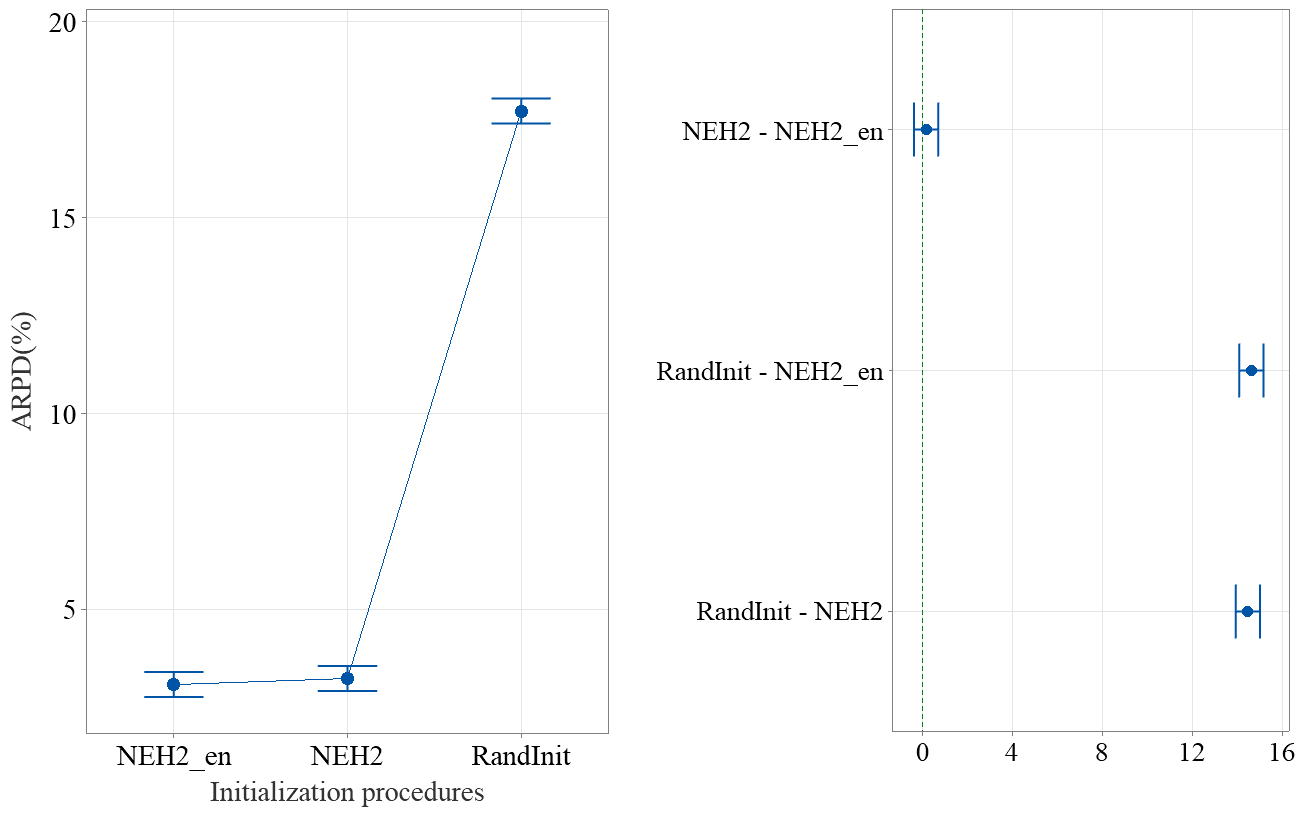 20
15
10
5
ARPD(%)
NEH2_en NEH2 RandInit
Initialization procedures
NEH2 - NEH2_en
RandInit - NEH2_en
RandInit - NEH2
0 4 8 12 16